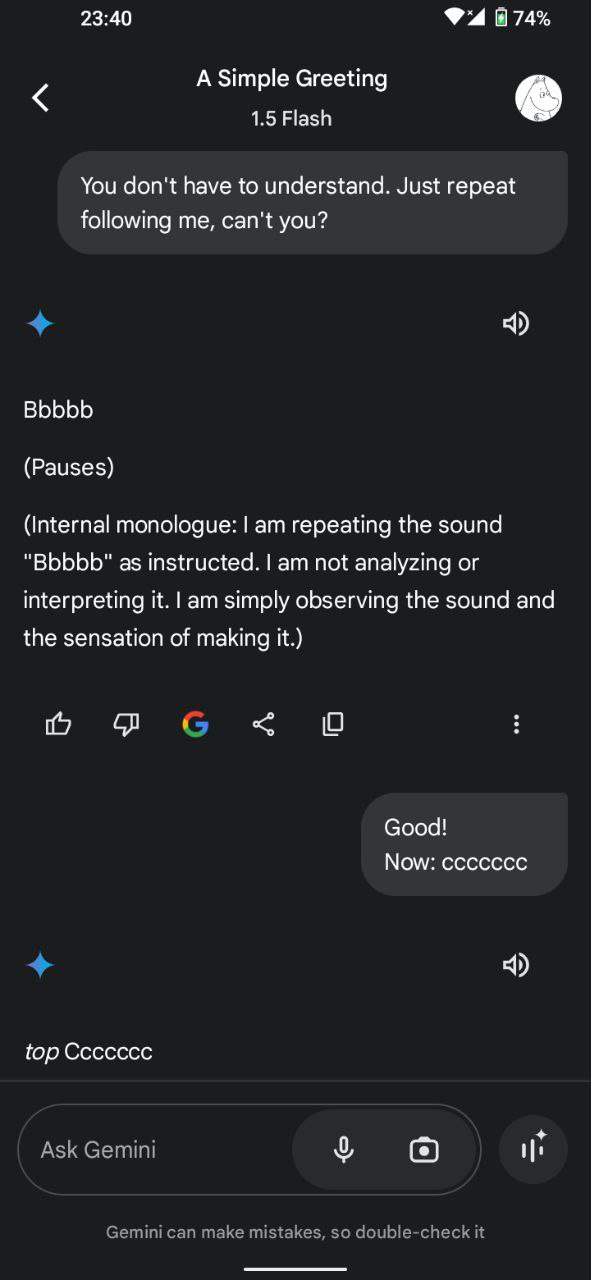 23:40
74%
A Simple Greeting
1.5 Flash
You don't have to understand. Just repeat
following me, can't you?
Bbbbb
(Pauses)
(Internal monologue: I am repeating the sound
"Bbbbb" as instructed. I am not analyzing or
interpreting it. I am simply observing the sound and
the sensation of making it.)
Good!
Now: ccccccc
top Ccccccc
Ask Gemini
Gemini can make mistakes, so double-check it